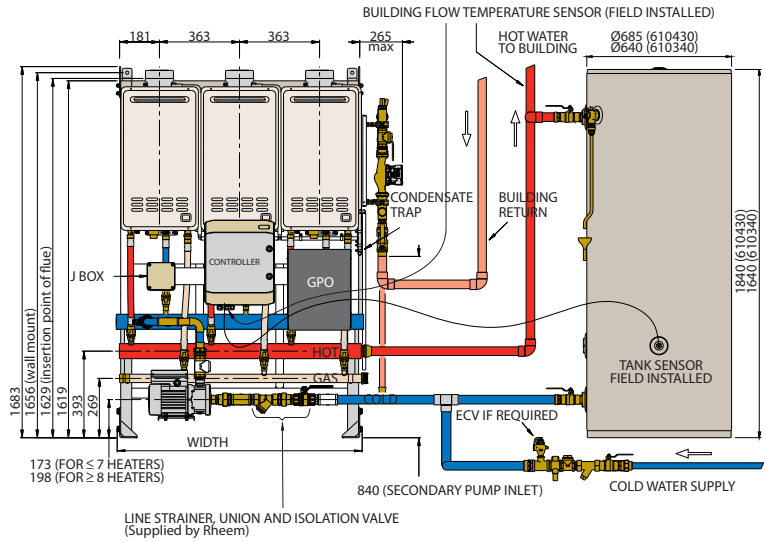 BUILDING FLOW TEMPERATURE SENSOR (FIELD INSTALLED)
181
363
363
265
max
HOT WATER
TO BUILDING
Ø685 (610430)
Ø640 (610340)
CONDENSATE
TRAP
BUILDING
RETURN
J BOX
CONTROLLER
GPO
HOT
GAS
COLD
1683
1656 (wall mount)
1629 (insertion point of flue)
1619
393
269
1840 (610430)
1640 (610340)
TANK SENSOR
FIELD INSTALLED
ECV IF REQUIRED
WIDTH
173 (FOR ≤ 7 HEATERS)
198 (FOR ≥ 8 HEATERS)
840 (SECONDARY PUMP INLET)
COLD WATER SUPPLY
LINE STRAINER, UNION AND ISOLATION VALVE
(Supplied by Rheem)